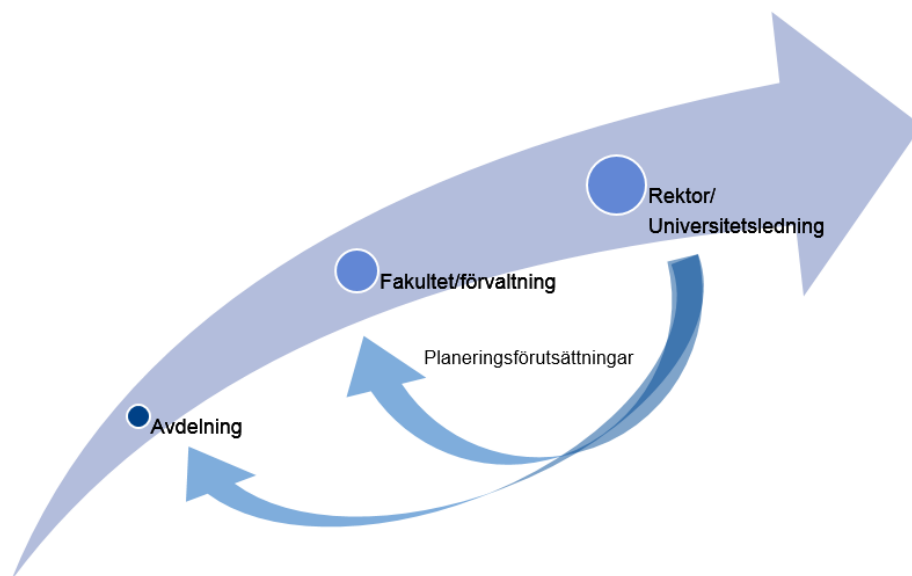 Rektor/
Universitetsledning
Fakultet/förvaltning
Planeringsförutsättningar
Avdelning